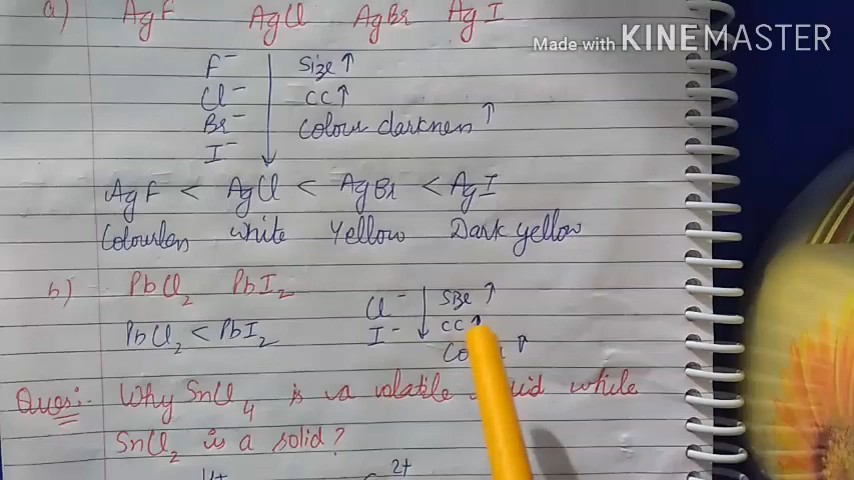 a) AgF AgCl AgBr AgI
Made with KINEMASTER
F⁻ Size ↑
Cl⁻ CC ↑
Br⁻ Colour darkness ↑
I⁻
AgF < AgCl < AgBr < AgI
Colourless white Yellow Dark yellow
b) PbCl₂ PbI₂
Cl⁻ Size ↑
PbCl₂ < PbI₂ I⁻ CC ↑
↑
Ques:- Why SnCl₄ is a volatile while
SnCl₂ is a solid?
4+ 2+